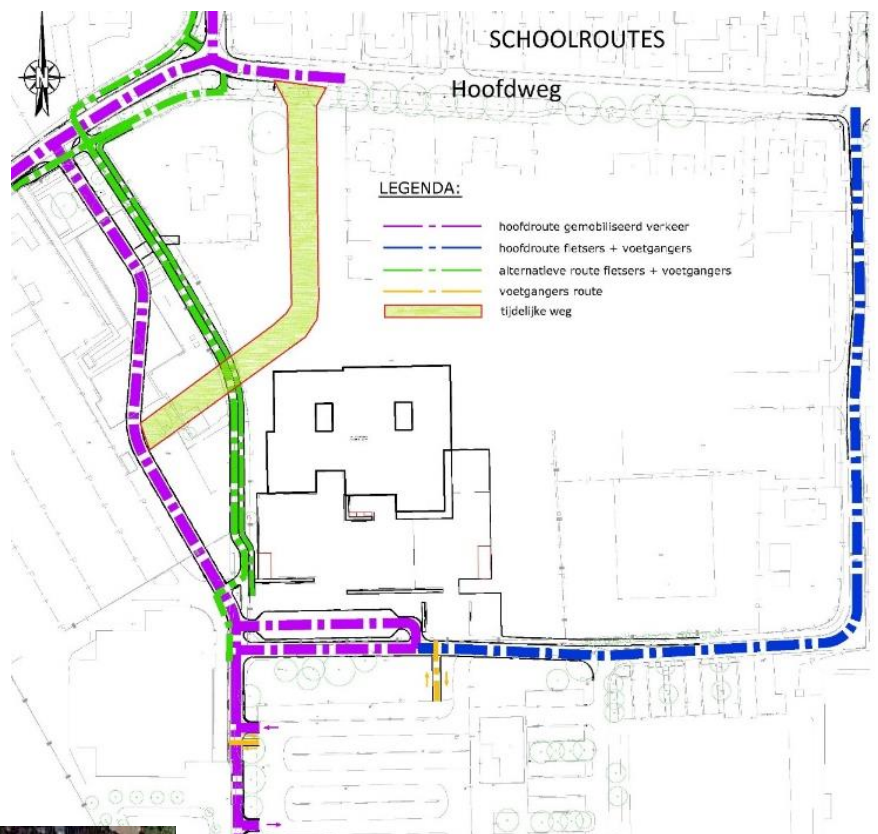 SCHOOLROUTES
Hoofdweg
N
LEGENDA:
hoofdroute gemobiliseerd verkeer
hoofdroute fietsers + voetgangers
alternatieve route fietsers + voetgangers
voetgangers route
tijdelijke weg